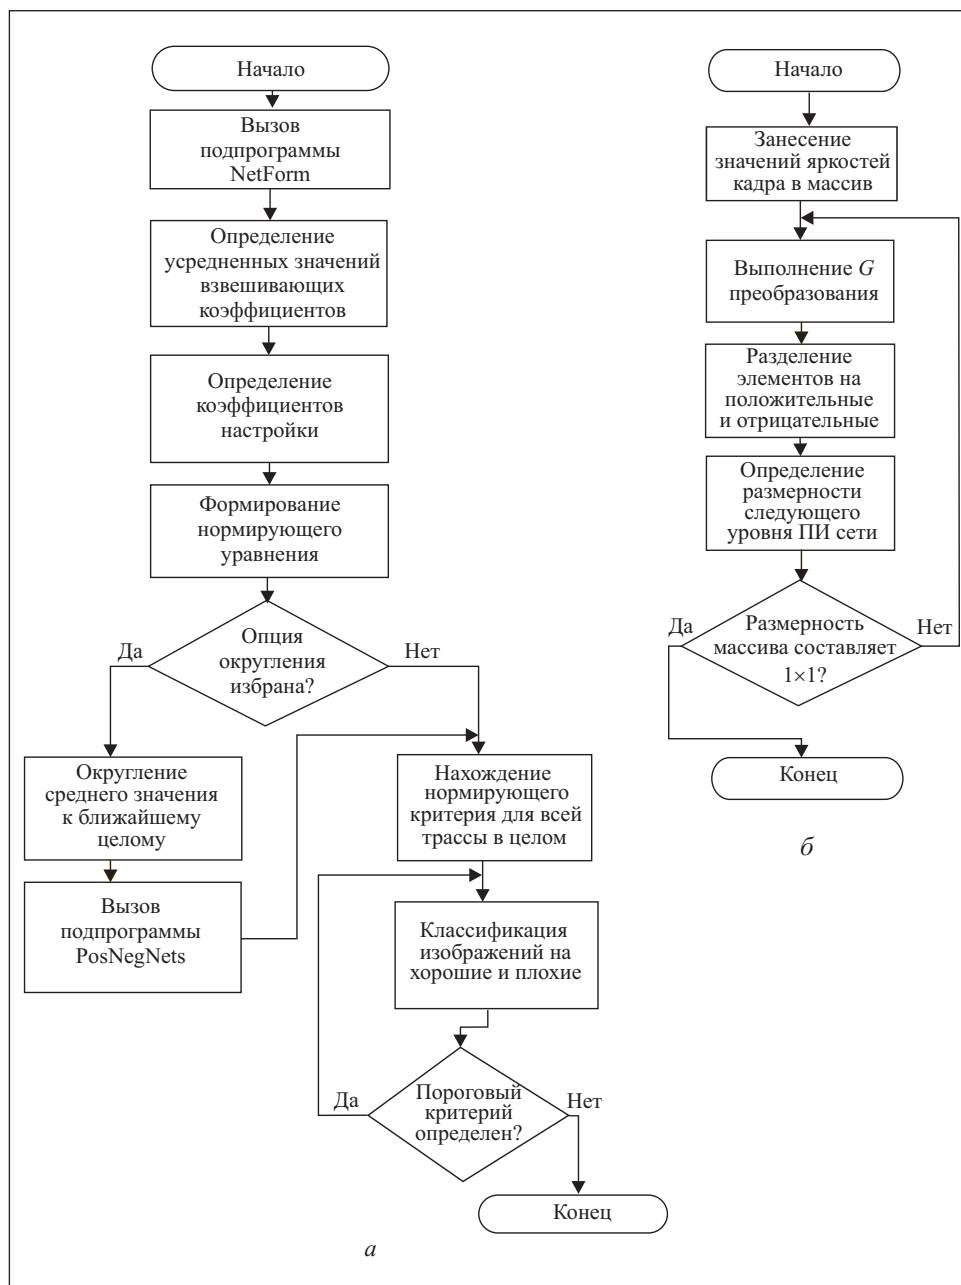 Начало
Вызов
подпрограммы
NetForm
Определение
усредненных значений
взвешивающих
коэффициентов
Определение
коэффициентов
настройки
Формирование
нормирующего
уравнения
Опция
округления
избрана?
Да
Нет
Округление
среднего значения
к ближайшему
целому
Вызов
подпрограммы
PosNegNets
Нахождение
нормирующего
критерия для всей
трассы в целом
Классификация
изображений на
хорошие и плохие
Пороговый
критерий
определен?
Да
Нет
Конец
а
Начало
Занесение
значений яркостей
кадра в массив
Выполнение G
преобразования
Разделение
элементов на
положительные
и отрицательные
Определение
размерности
следующего
уровня ПИ сети
Размерность
массива составляет
1×1?
Да
Нет
Конец
б